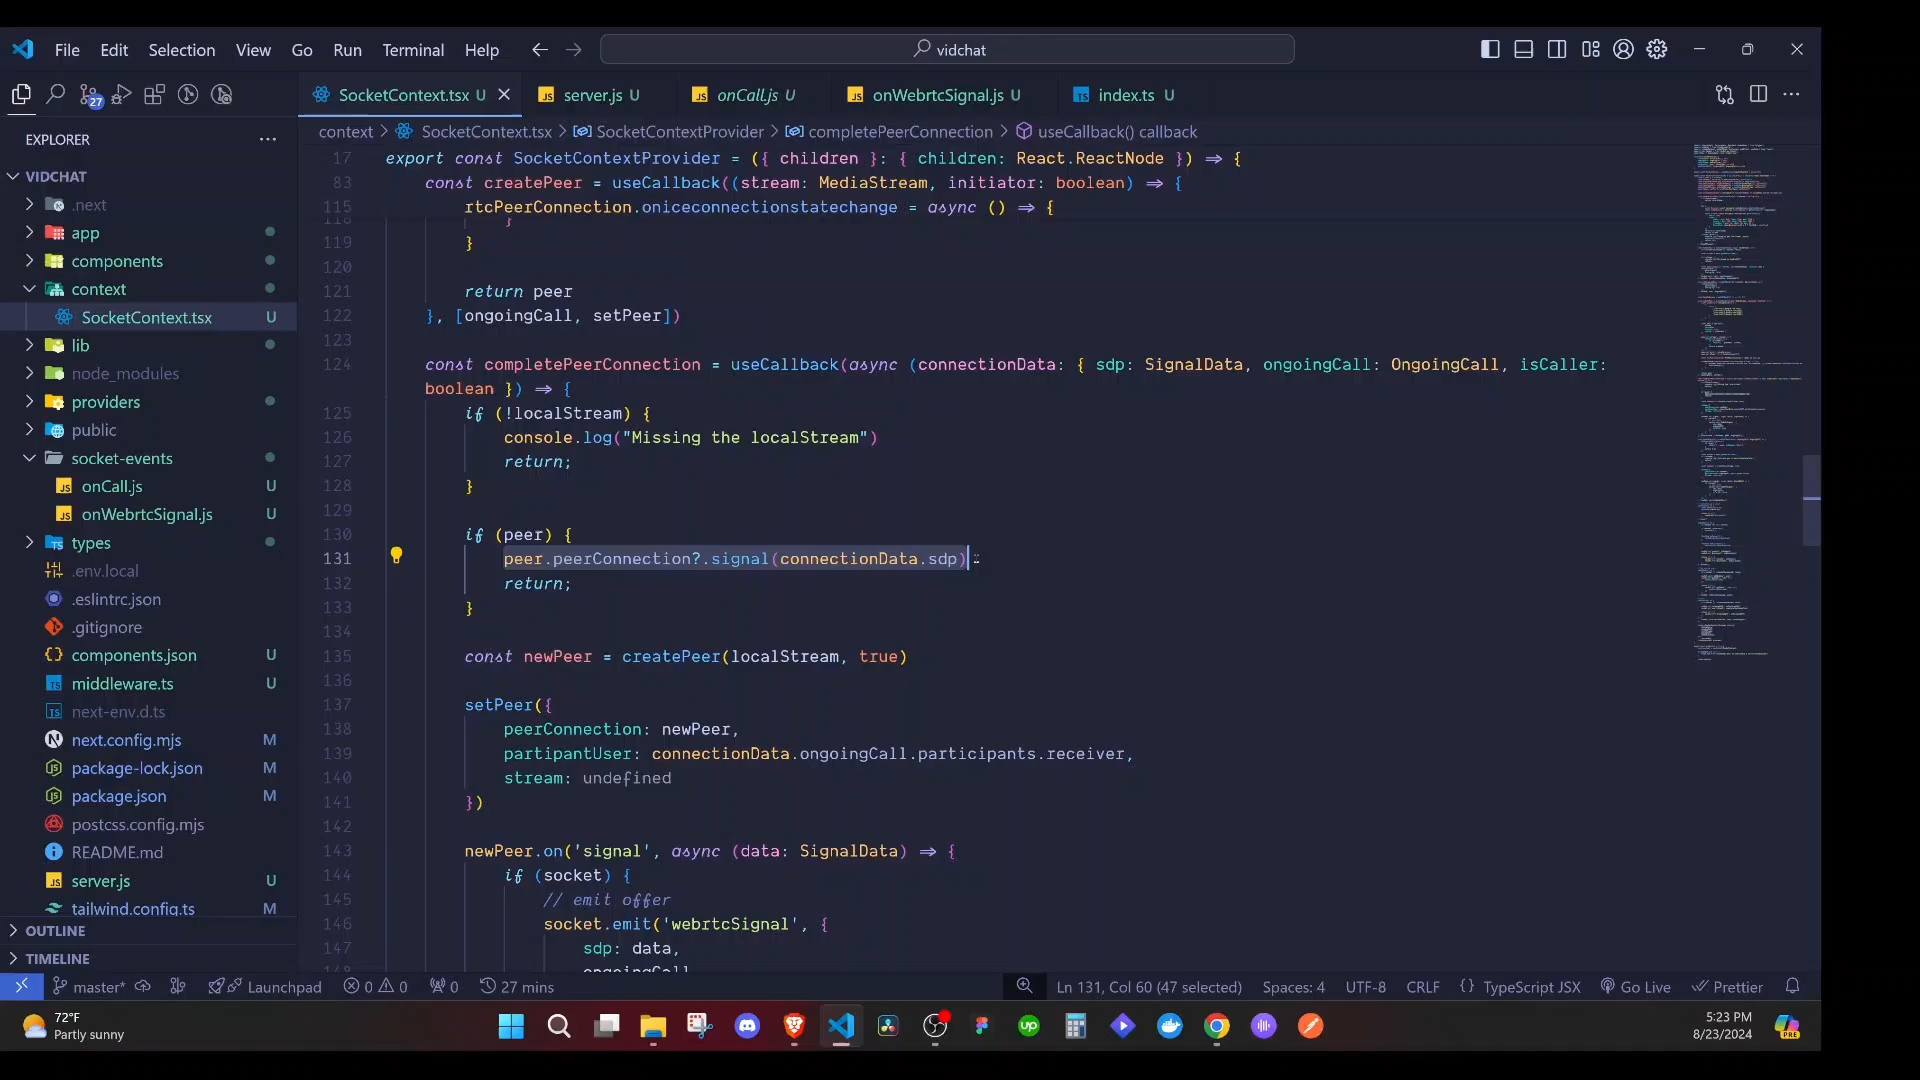 File Edit Selection View Go Run Terminal Help
vidchat
27
SocketContext.tsx U
server.js U
onCall.js U
onWebrtcSignal.js U
index.ts U
EXPLORER
context > SocketContext.tsx > SocketContextProvider > completePeerConnection > useCallback() callback
VIDCHAT
.next
app
components
context
SocketContext.tsx U
lib
node_modules
providers
public
socket-events
onCall.js U
onWebrtcSignal.js U
types
.env.local
.eslintrc.json
.gitignore
components.json U
middleware.ts U
next-env.d.ts
next.config.mjs M
package-lock.json M
package.json M
postcss.config.mjs
README.md
server.js U
tailwind.config.ts M
OUTLINE
TIMELINE
17 export const SocketContextProvider = ({ children }: { children: React.ReactNode }) => {
83 const createPeer = useCallback((stream: MediaStream, initiator: boolean) => {
115 rtcPeerConnection.oniceconnectionstatechange = async () => {
118 }
119 }
120
121 return peer
122 }, [ongoingCall, setPeer])
123
124 const completePeerConnection = useCallback(async (connectionData: { sdp: SignalData, ongoingCall: OngoingCall, isCaller:
boolean }) => {
125 if (!localStream) {
126 console.log("Missing the localStream")
127 return;
128 }
129
130 if (peer) {
131 peer.peerConnection?.signal(connectionData.sdp)
132 return;
133 }
134
135 const newPeer = createPeer(localStream, true)
136
137 setPeer({
138 peerConnection: newPeer,
139 partipantUser: connectionData.ongoingCall.participants.receiver,
140 stream: undefined
141 })
142
143 newPeer.on('signal', async (data: SignalData) => {
144 if (socket) {
145 // emit offer
146 socket.emit('webrtcSignal', {
147 sdp: data,
148 ongoingCall
master* Launchpad 0 0 0 27 mins Ln 131, Col 60 (47 selected) Spaces: 4 UTF-8 CRLF {} TypeScript JSX Go Live Prettier
72°F
Partly sunny
up
PRE
5:23 PM
8/23/2024